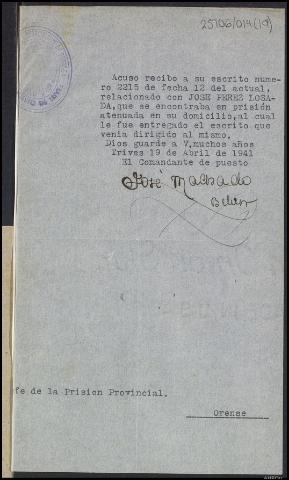 25106/014(19)
Acuso recibo a su escrito nume-
ro 2215 de fecha 12 del actual,
relacionado con JOSE PEREZ LOSA-
DA,que se encontraba en prisión
atenuada en su domicilio,al cual
le fue entregado el escrito que
venia dirigido al mismo.
Dios guarde a V,muchos años
Trives 19 de Abril de 1941
El Comandante de puesto
José Machado
fe de la Prision Provincial.
Orense